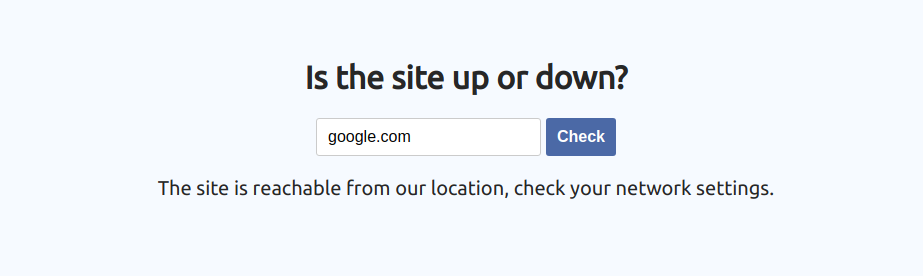 Is the site up or down?
google.com Check
The site is reachable from our location, check your network settings.